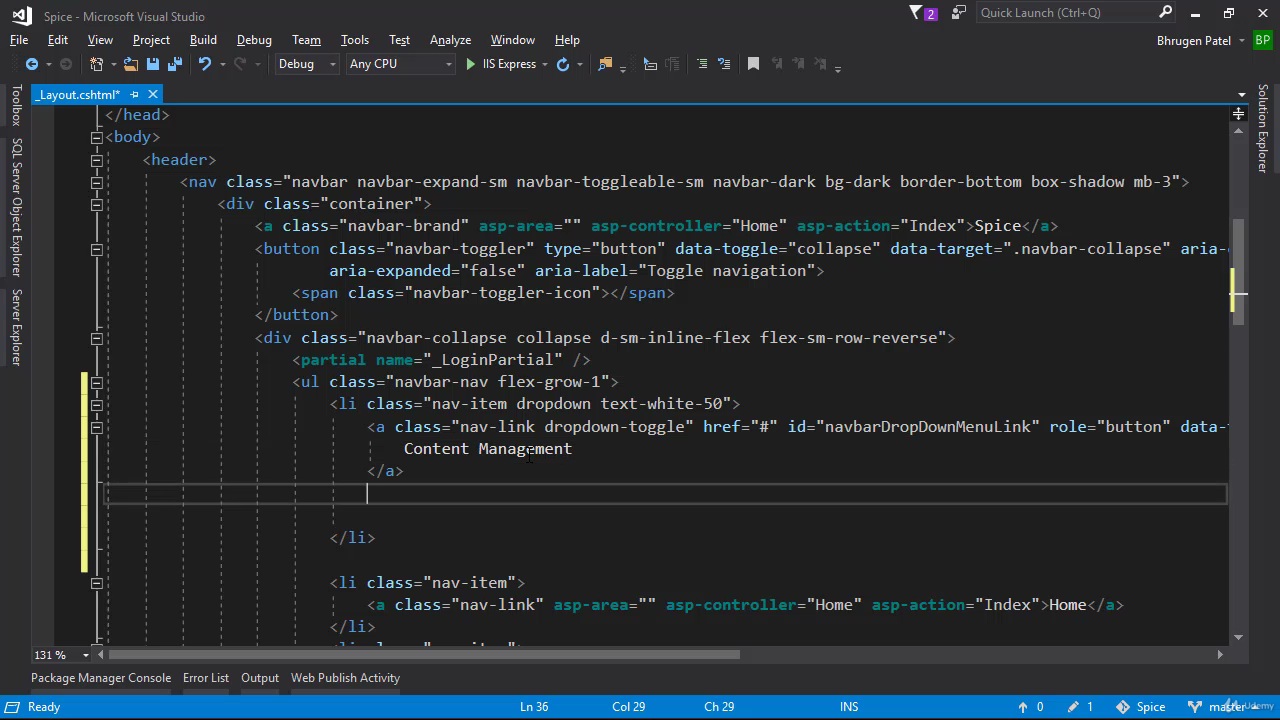 Spice - Microsoft Visual Studio
2
Quick Launch (Ctrl+Q)
File Edit View Project Build Debug Team Tools Test Analyze Window Help
Bhrugen Patel BP
Debug Any CPU IIS Express
_Layout.cshtml*
Toolbox
SQL Server Object Explorer
Server Explorer
Solution Explorer
</head>
<body>
<header>
<nav class="navbar navbar-expand-sm navbar-toggleable-sm navbar-dark bg-dark border-bottom box-shadow mb-3">
<div class="container">
<a class="navbar-brand" asp-area="" asp-controller="Home" asp-action="Index">Spice</a>
<button class="navbar-toggler" type="button" data-toggle="collapse" data-target=".navbar-collapse" aria-
aria-expanded="false" aria-label="Toggle navigation">
<span class="navbar-toggler-icon"></span>
</button>
<div class="navbar-collapse collapse d-sm-inline-flex flex-sm-row-reverse">
<partial name="_LoginPartial" />
<ul class="navbar-nav flex-grow-1">
<li class="nav-item dropdown text-white-50">
<a class="nav-link dropdown-toggle" href="#" id="navbarDropDownMenuLink" role="button" data-
Content Management
</a>
</li>
<li class="nav-item">
<a class="nav-link" asp-area="" asp-controller="Home" asp-action="Index">Home</a>
</li>
131 %
Package Manager Console Error List Output Web Publish Activity
Ready Ln 36 Col 29 Ch 29 INS 0 1 Spice master
Udemy